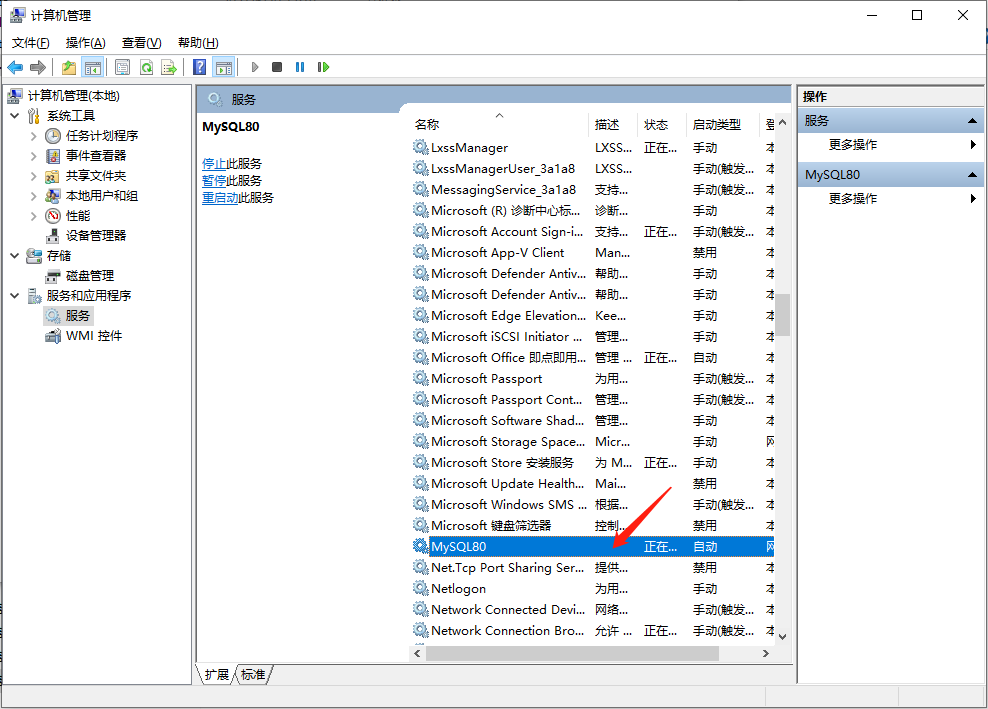 计算机管理
文件(F) 操作(A) 查看(V) 帮助(H)
计算机管理(本地)
系统工具
任务计划程序
事件查看器
共享文件夹
本地用户和组
性能
设备管理器
存储
磁盘管理
服务和应用程序
服务
WMI 控件
服务
MySQL80
停止此服务
暂停此服务
重启动此服务
名称 描述 状态 启动类型 登
LxssManager LXSS... 正在... 手动 本
LxssManagerUser_3a1a8 LXSS... 手动(触发... 本
MessagingService_3a1a8 支持... 手动(触发... 本
Microsoft (R) 诊断中心标... 诊断... 手动 本
Microsoft Account Sign-i... 支持... 正在... 手动(触发... 本
Microsoft App-V Client Man... 禁用 本
Microsoft Defender Antiv... 帮助... 手动 本
Microsoft Defender Antiv... 帮助... 手动 本
Microsoft Edge Elevation... Kee... 手动 本
Microsoft iSCSI Initiator ... 管理... 手动 本
Microsoft Office 即点即用... 管理 ... 正在... 自动 本
Microsoft Passport 为用... 手动(触发... 本
Microsoft Passport Cont... 管理... 手动(触发... 本
Microsoft Software Shad... 管理... 手动 本
Microsoft Storage Space... Micr... 手动 网
Microsoft Store 安装服务 为 M... 正在... 手动 本
Microsoft Update Health... Mai... 禁用 本
Microsoft Windows SMS ... 根据... 手动(触发... 本
Microsoft 键盘筛选器 控制... 禁用 本
MySQL80 正在... 自动 网
Net.Tcp Port Sharing Ser... 提供... 禁用 本
Netlogon 为用... 手动 本
Network Connected Devi... 网络... 手动(触发... 本
Network Connection Bro... 允许 ... 正在... 手动(触发... 本
扩展 标准
操作
服务
更多操作
MySQL80
更多操作